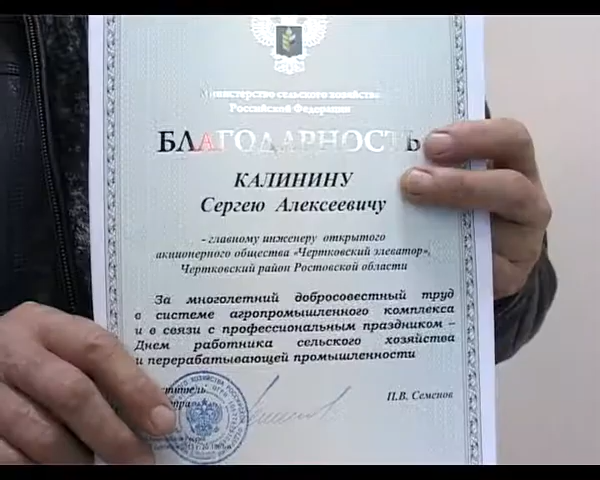 Министерство сельского хозяйства
Российской Федерации
БЛАГОДАРНОСТЬ
КАЛИНИНУ
Сергею Алексеевичу
- главному инженеру открытого
акционерного общества «Чертковский элеватор»,
Чертковский район Ростовской области
За многолетний добросовестный труд
в системе агропромышленного комплекса
и в связи с профессиональным праздником –
Днем работника сельского хозяйства
и перерабатывающей промышленности
П.В. Семенов